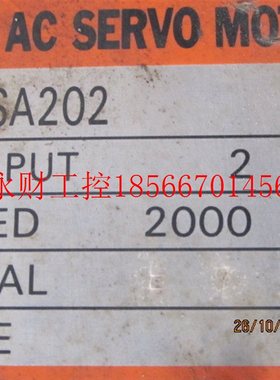 AC SERVO MO
SA202
PUT 2
永财工控18566701456
ED 2000
AL
E
26/10/